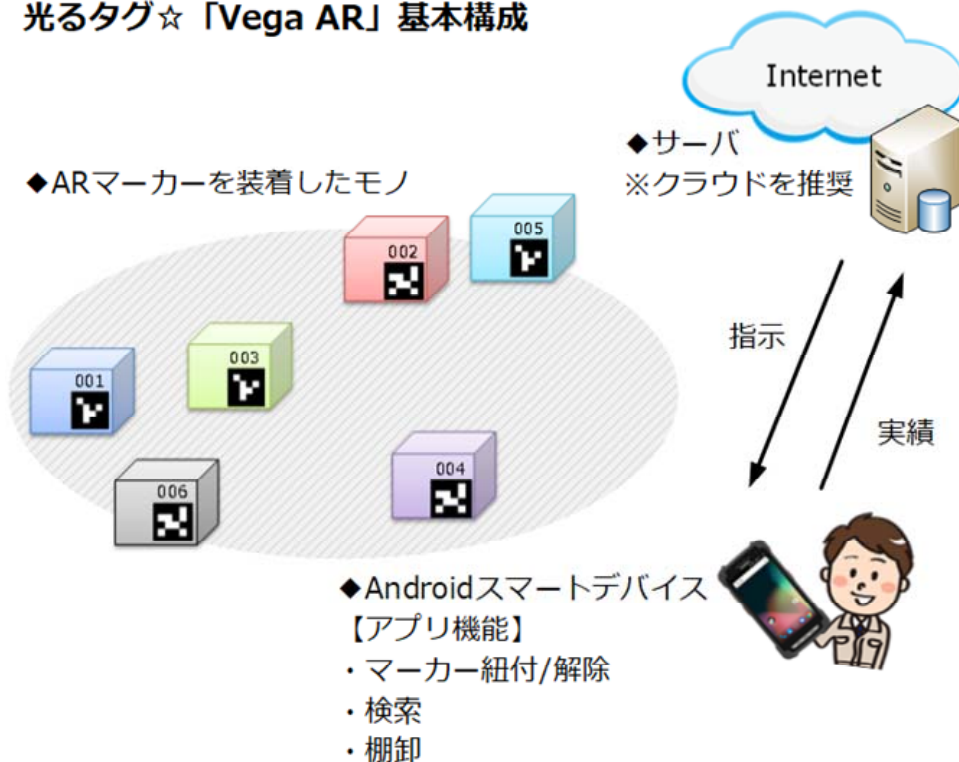 光るタグ☆「Vega AR」基本構成
Internet
◆サーバ
※クラウドを推奨
◆ARマーカーを装着したモノ
002
005
001
003
006
004
指示
実績
◆Androidスマートデバイス
【アプリ機能】
・マーカー紐付/解除
・検索
・棚卸